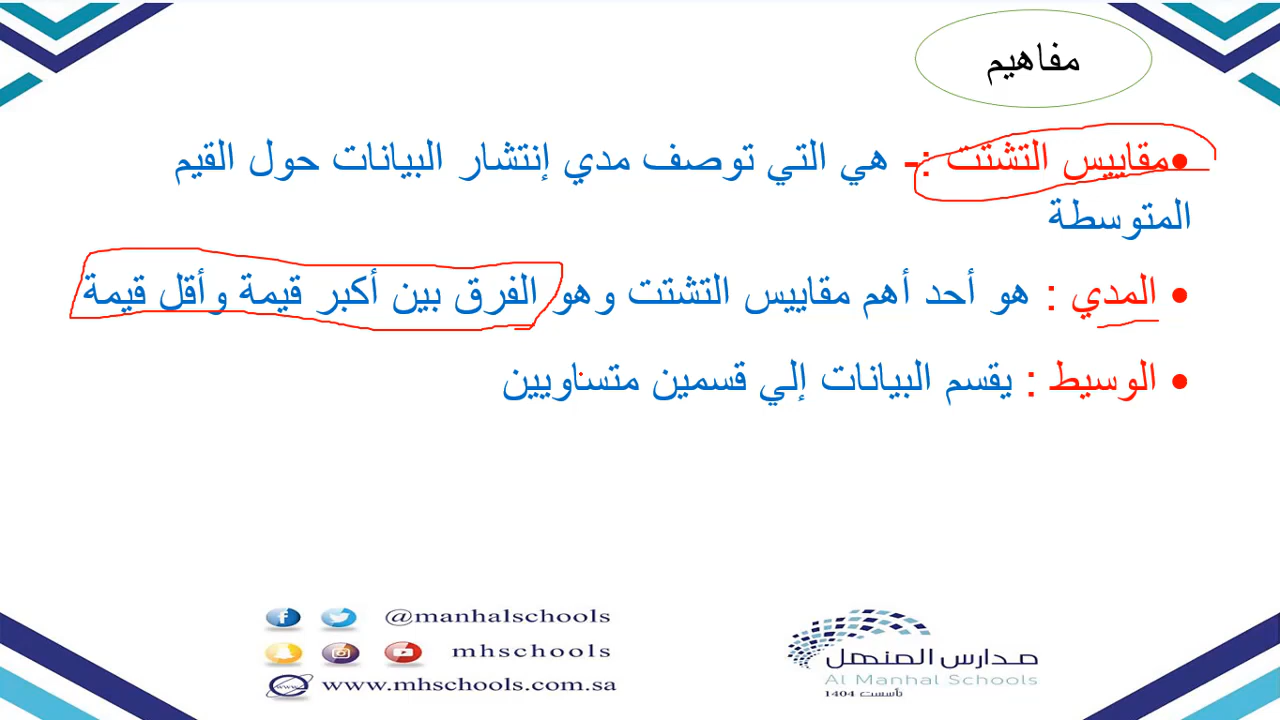 مفاهيم
•مقاييس التشتت :- هي التي توصف مدي إنتشار البيانات حول القيم
المتوسطة
• المدي : هو أحد أهم مقاييس التشتت وهو الفرق بين أكبر قيمة وأقل قيمة
• الوسيط : يقسم البيانات إلي قسمين متساويين
@manhalschools
mhschools
www.mhschools.com.sa
مدارس المنهل
Al Manhal Schools
تأسست 1404